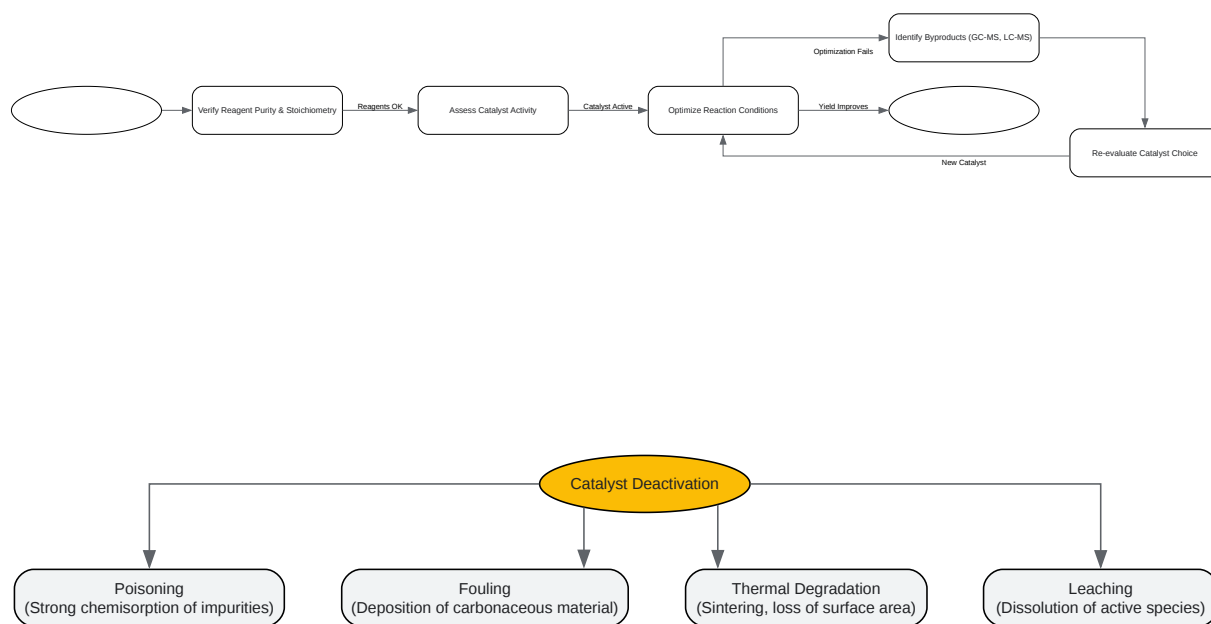 Identify Byproducts (GC-MS, LC-MS)
Optimization Fails
Verify Reagent Purity & Stoichiometry
Reagents OK
Assess Catalyst Activity
Catalyst Active
Optimize Reaction Conditions
Yield Improves
Re-evaluate Catalyst Choice
New Catalyst
Catalyst Deactivation
Poisoning
(Strong chemisorption of impurities)
Fouling
(Deposition of carbonaceous material)
Thermal Degradation
(Sintering, loss of surface area)
Leaching
(Dissolution of active species)